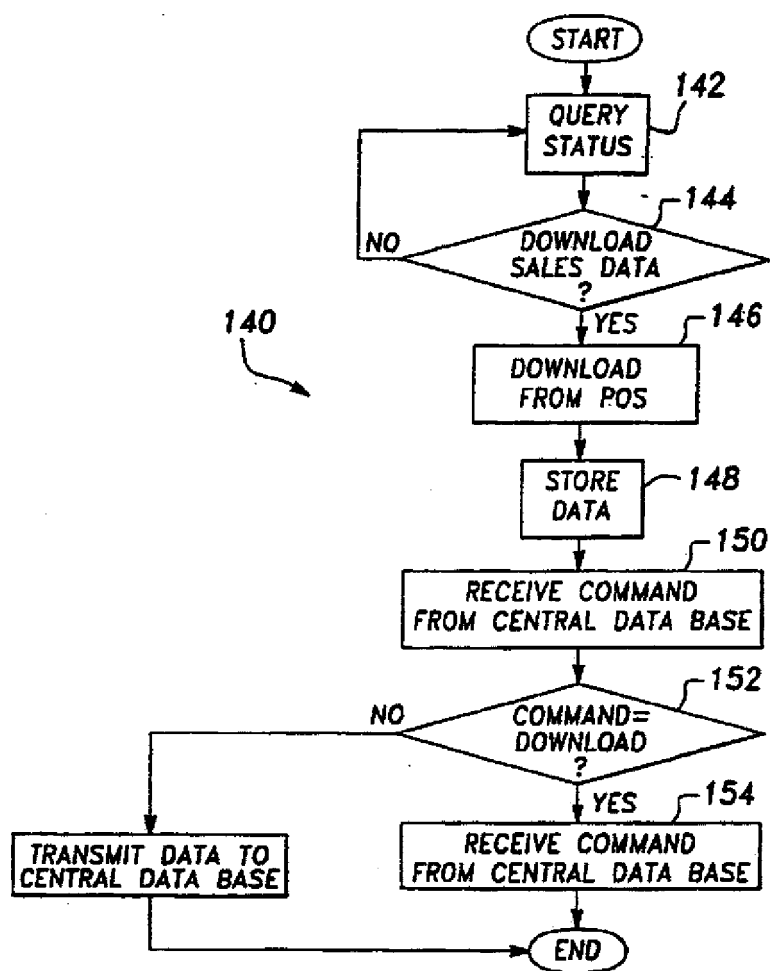 START
142
QUERY
STATUS
144
NO
DOWNLOAD
SALES DATA
?
140
YES
146
DOWNLOAD
FROM POS
STORE
DATA
148
150
RECEIVE COMMAND
FROM CENTRAL DATA BASE
152
NO
COMMAND=
DOWNLOAD
?
YES
154
TRANSMIT DATA TO
CENTRAL DATA BASE
RECEIVE COMMAND
FROM CENTRAL DATA BASE
END